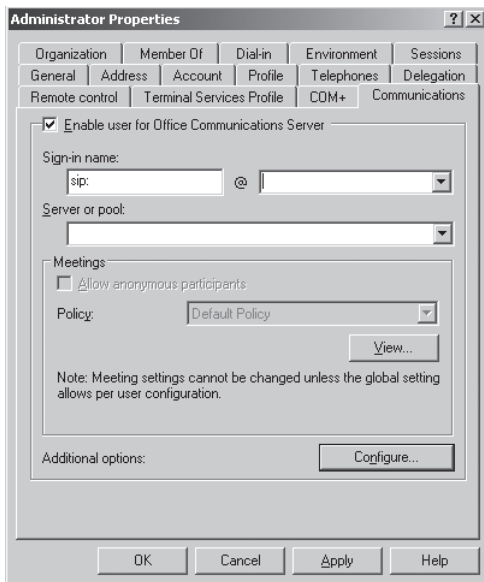 Administrator Properties ? ×
Organization Member Of Dial-in Environment Sessions
General Address Account Profile Telephones Delegation
Remote control Terminal Services Profile COM+ Communications
Enable user for Office Communications Server
Sign-in name:
sip: @
Server or pool:
Meetings
Allow anonymous participants
Policy: Default Policy
View...
Note: Meeting settings cannot be changed unless the global setting
allows per user configuration.
Additional options: Configure...
OK Cancel Apply Help